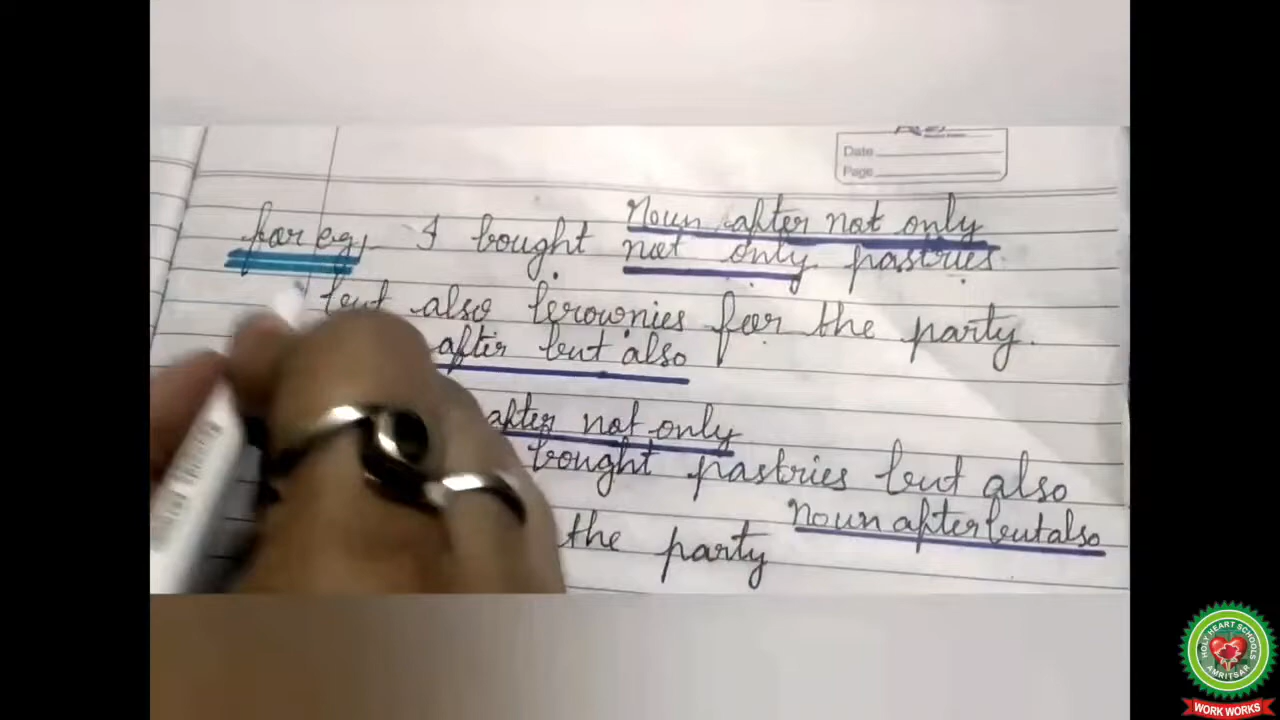 Date
Page
Noun after not only
for eg, I bought not only pastries
but also brownies for the party.
after but also
after not only
bought pastries but also
Noun after but also
the party
HOLY HEART SCHOOLS
AMRITSAR
WORK WORKS